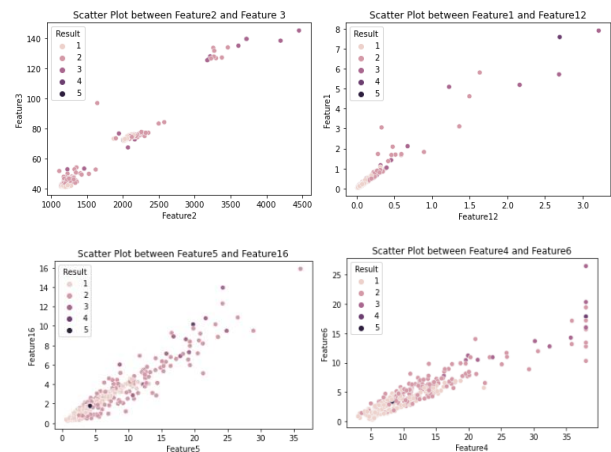 Scatter Plot between Feature2 and Feature 3
Result
1
2
3
4
5
140
120
100
80
60
40
Feature3
1000 1500 2000 2500 3000 3500 4000 4500
Feature2
Scatter Plot between Feature1 and Feature12
Result
1
2
3
4
5
8
7
6
5
4
3
2
1
0
Feature1
0.0 0.5 1.0 1.5 2.0 2.5 3.0
Feature12
Scatter Plot between Feature5 and Feature16
Result
1
2
3
4
5
16
14
12
10
8
6
4
2
0
Feature16
0 5 10 15 20 25 30 35
Feature5
Scatter Plot between Feature4 and Feature6
Result
1
2
3
4
5
25
20
15
10
5
0
Feature6
5 10 15 20 25 30 35
Feature4